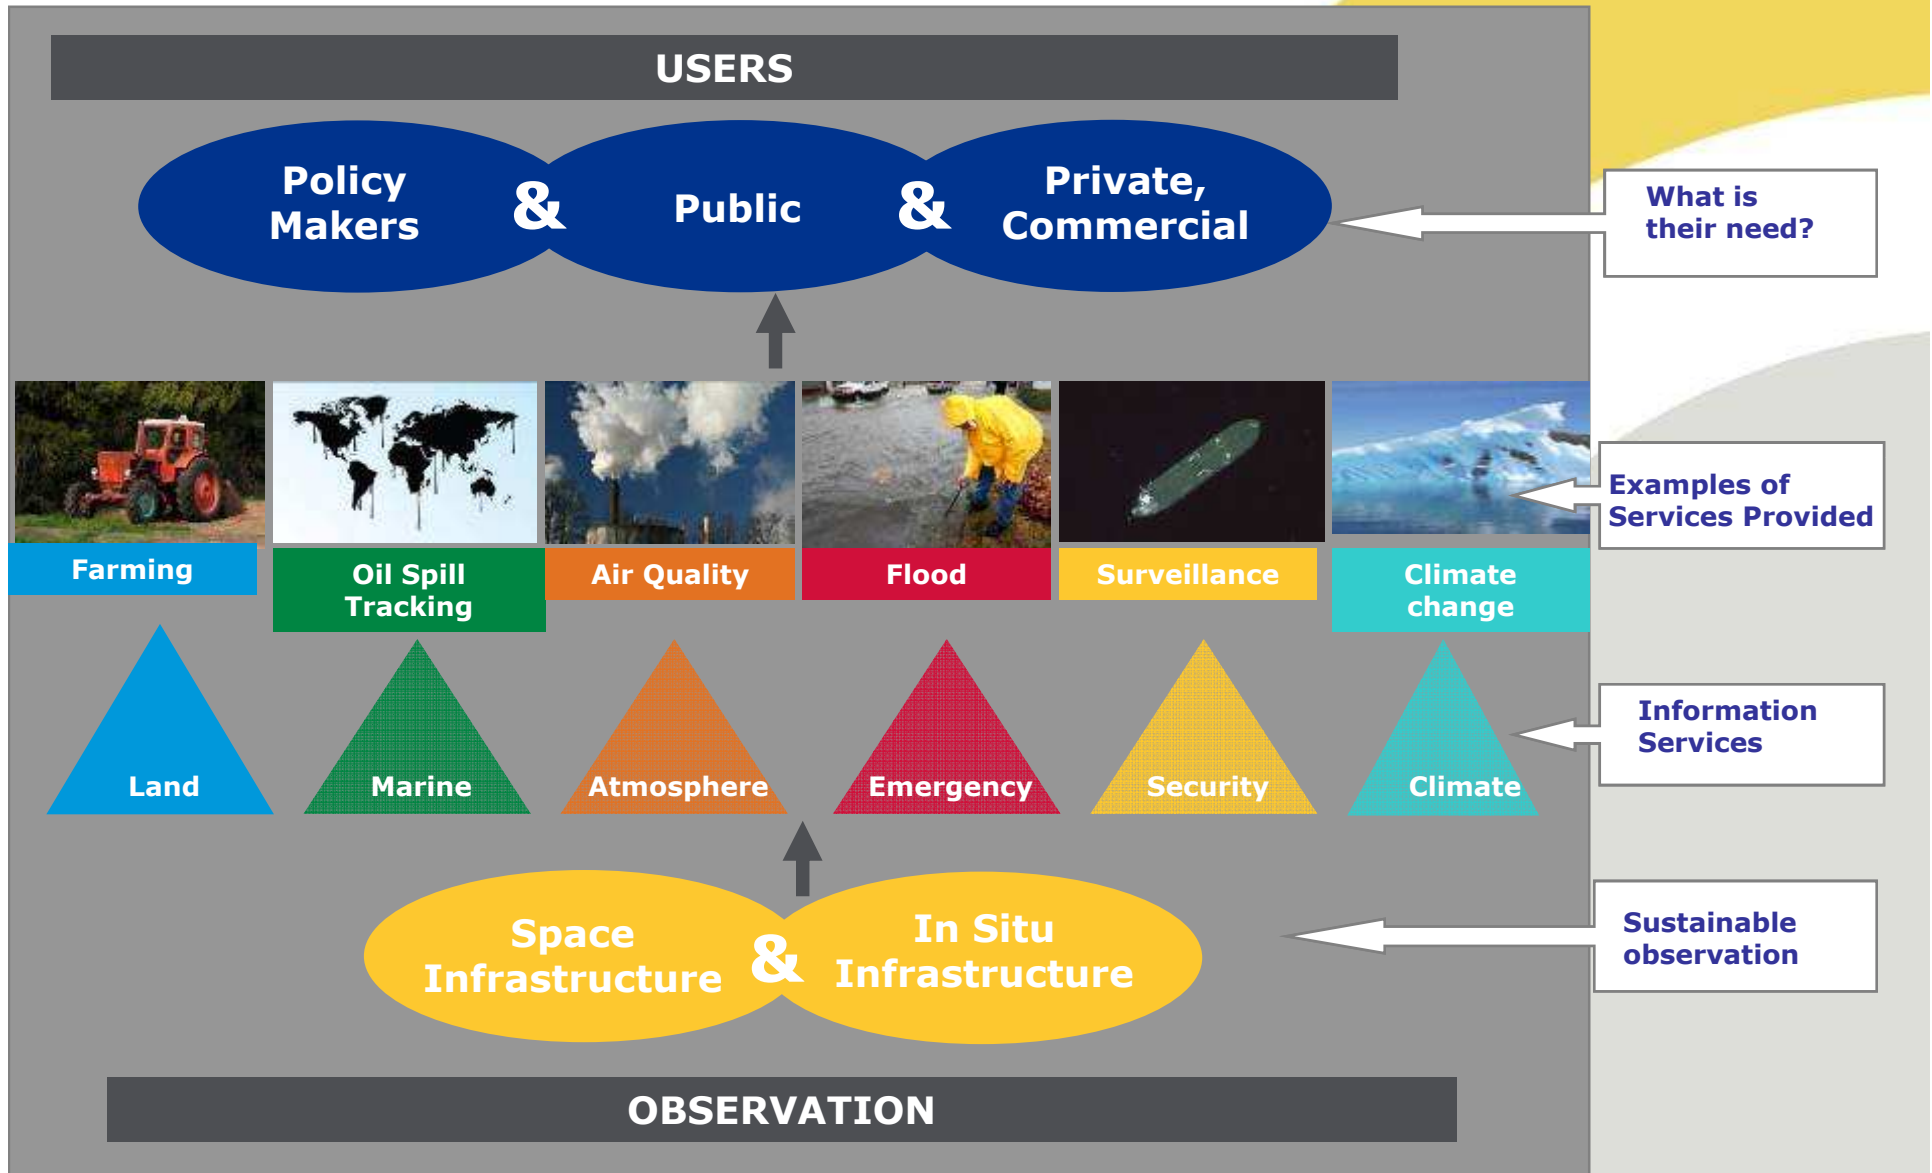 USERS
Policy
Makers
&
Public
&
Private,
Commercial
What is
their need?
Examples of
Services Provided
Farming
Oil Spill
Tracking
Air Quality
Flood
Surveillance
Climate
change
Information
Services
Land
Marine
Atmosphere
Emergency
Security
Climate
Space
Infrastructure
&
In Situ
Infrastructure
Sustainable
observation
OBSERVATION